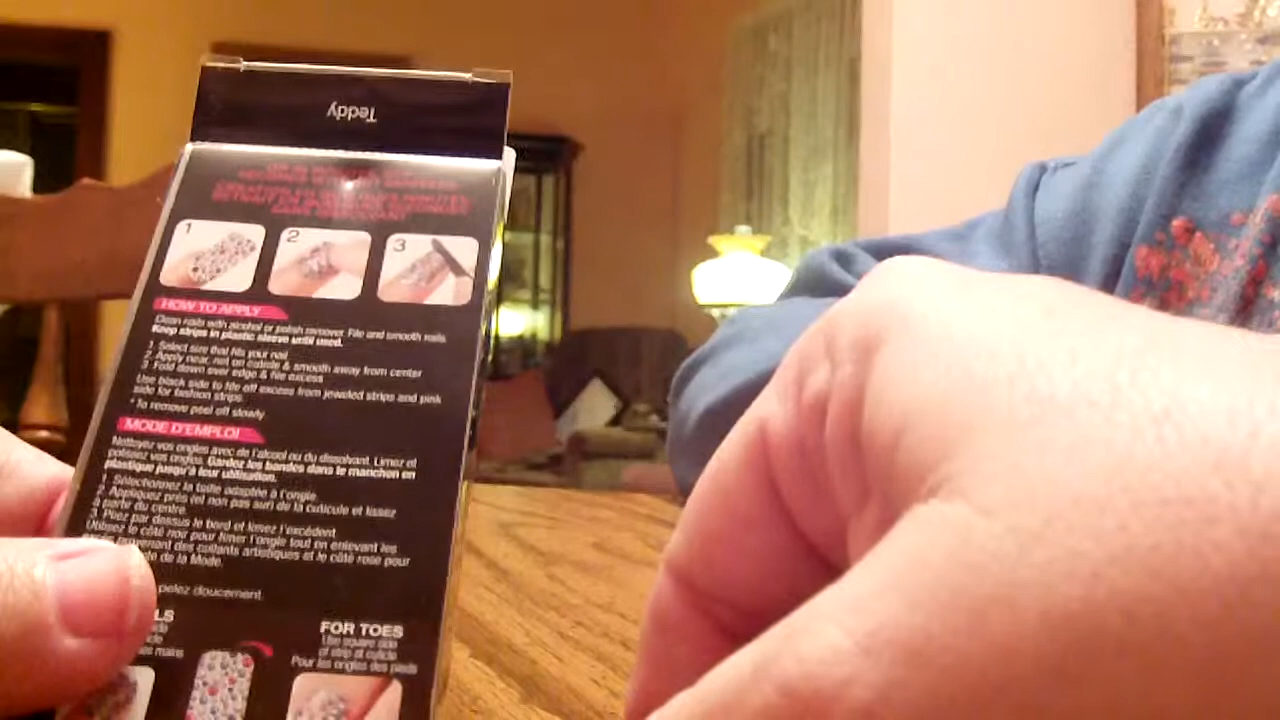 Teddy
1 2 3
HOW TO APPLY
Clean nails with alcohol or polish remover. File and smooth nails.
Keep strips in plastic sleeve until used.
1. Select size that fits your nail
2. Apply near, not on cuticle & smooth away from center
3. Fold down over edge & file excess
Use black side to file off excess from jeweled strips and pink
side for fashion strips.
* To remove peel off slowly
MODE D'EMPLOI
Nettoyez vos ongles avec de l'alcool ou du dissolvant. Limez et
polissez vos ongles. Gardez les bandes dans le manchon en
plastique jusqu'à leur utilisation.
1. Sélectionnez la taille adaptée à l'ongle
2. Appliquez près (et non pas sur) de la cuticule et lissez
à partir du centre.
3. Pliez par dessus le bord et limez l'excédent
Utilisez le côté noir pour limer l'ongle tout en enlevant les
provenant des collants artistiques et le côté rose pour
de la Mode.
pelez doucement.
LS
FOR TOES
Use square side
of strip at cuticle
Pour les ongles des pieds
mains